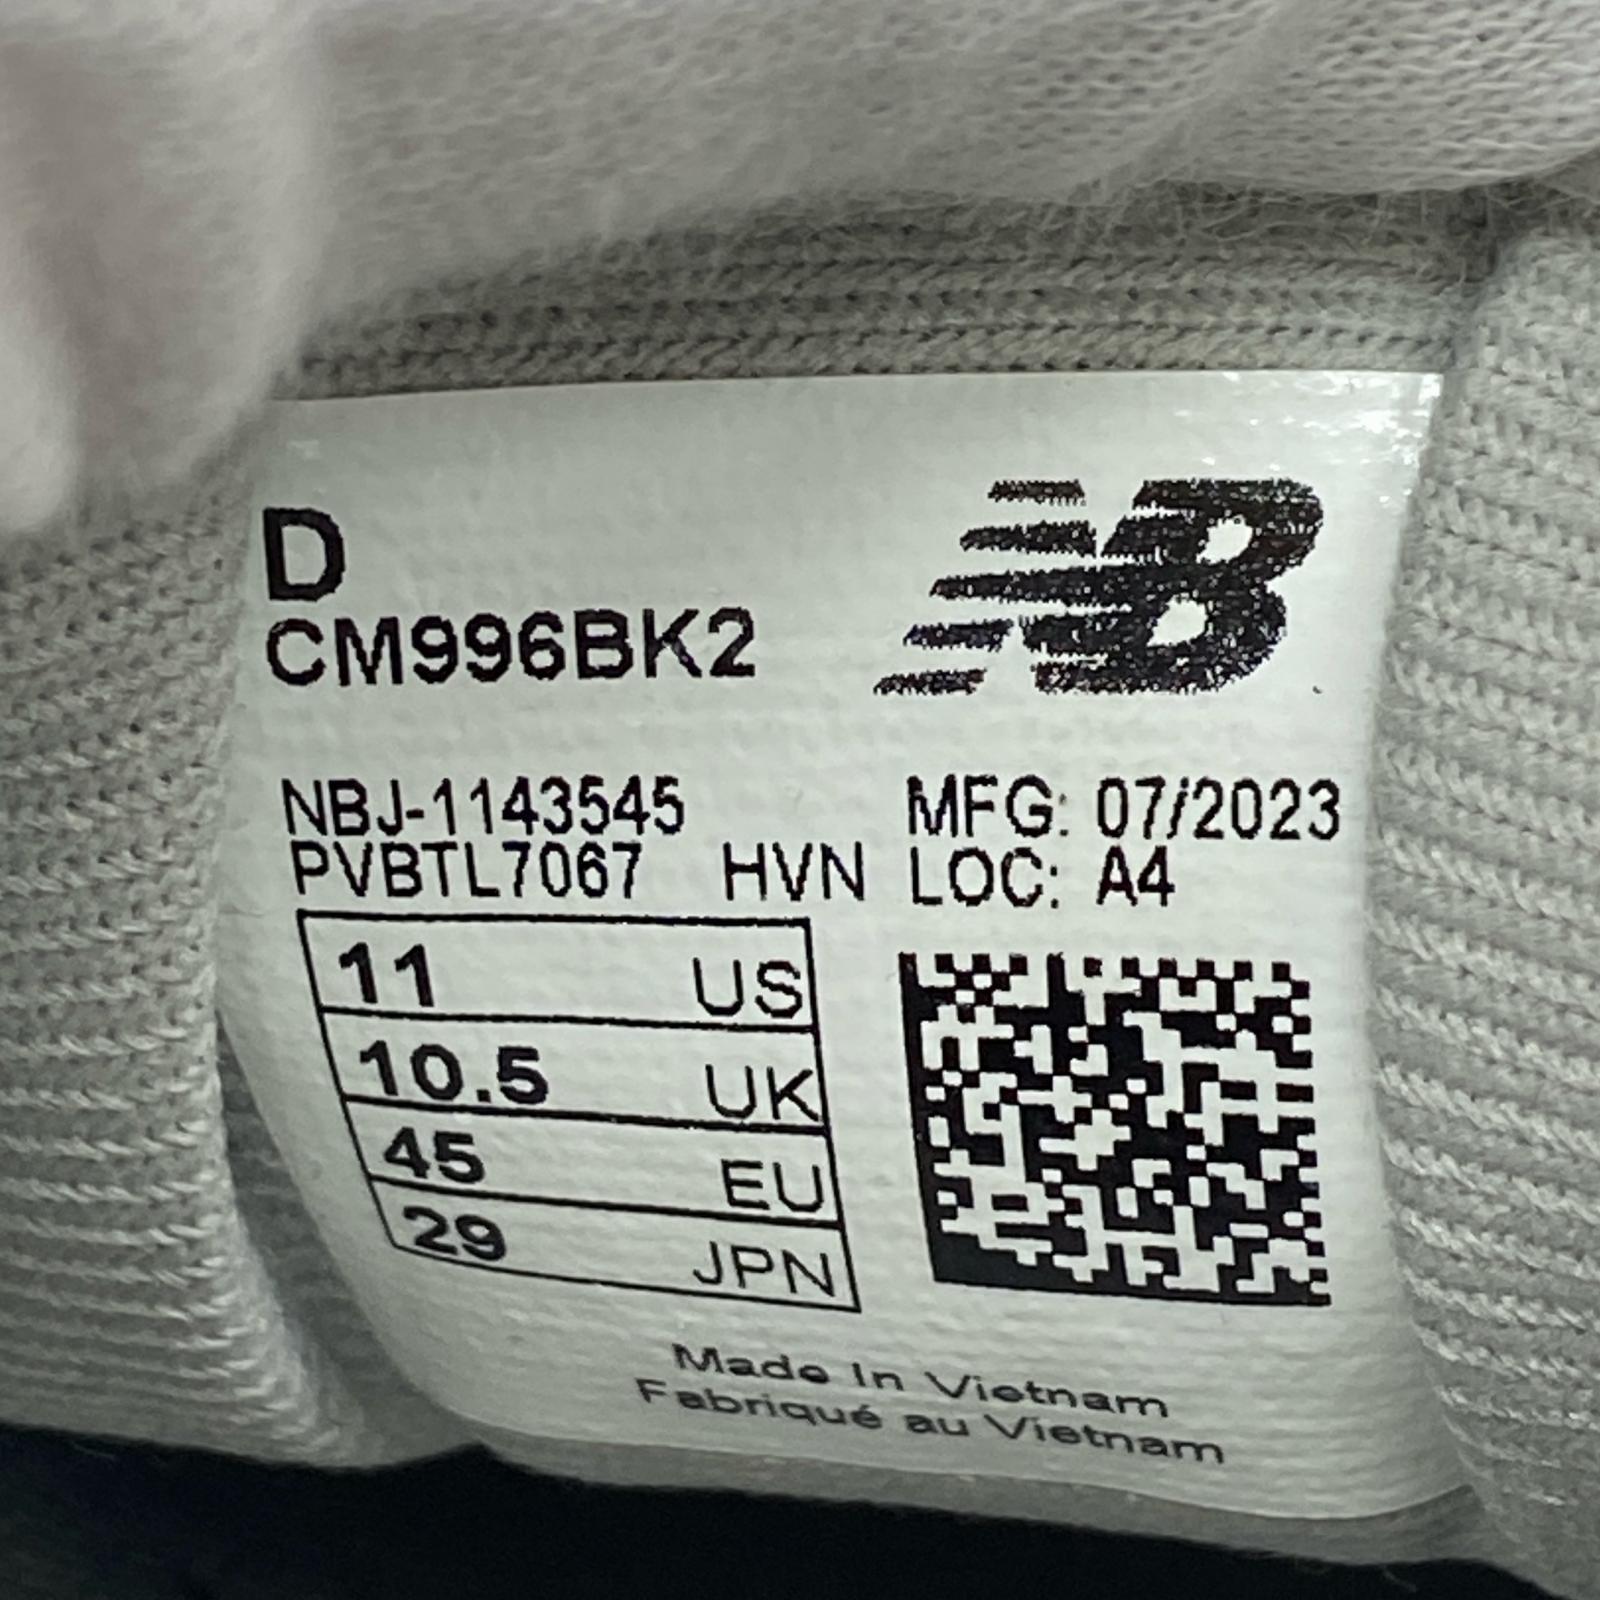 D
CM996BK2
NB
NBJ-1143545 MFG: 07/2023
PVBTL7067 HVN LOC: A4
11 US
10.5 UK
45 EU
29 JPN
Made In Vietnam
Fabriqué au Vietnam